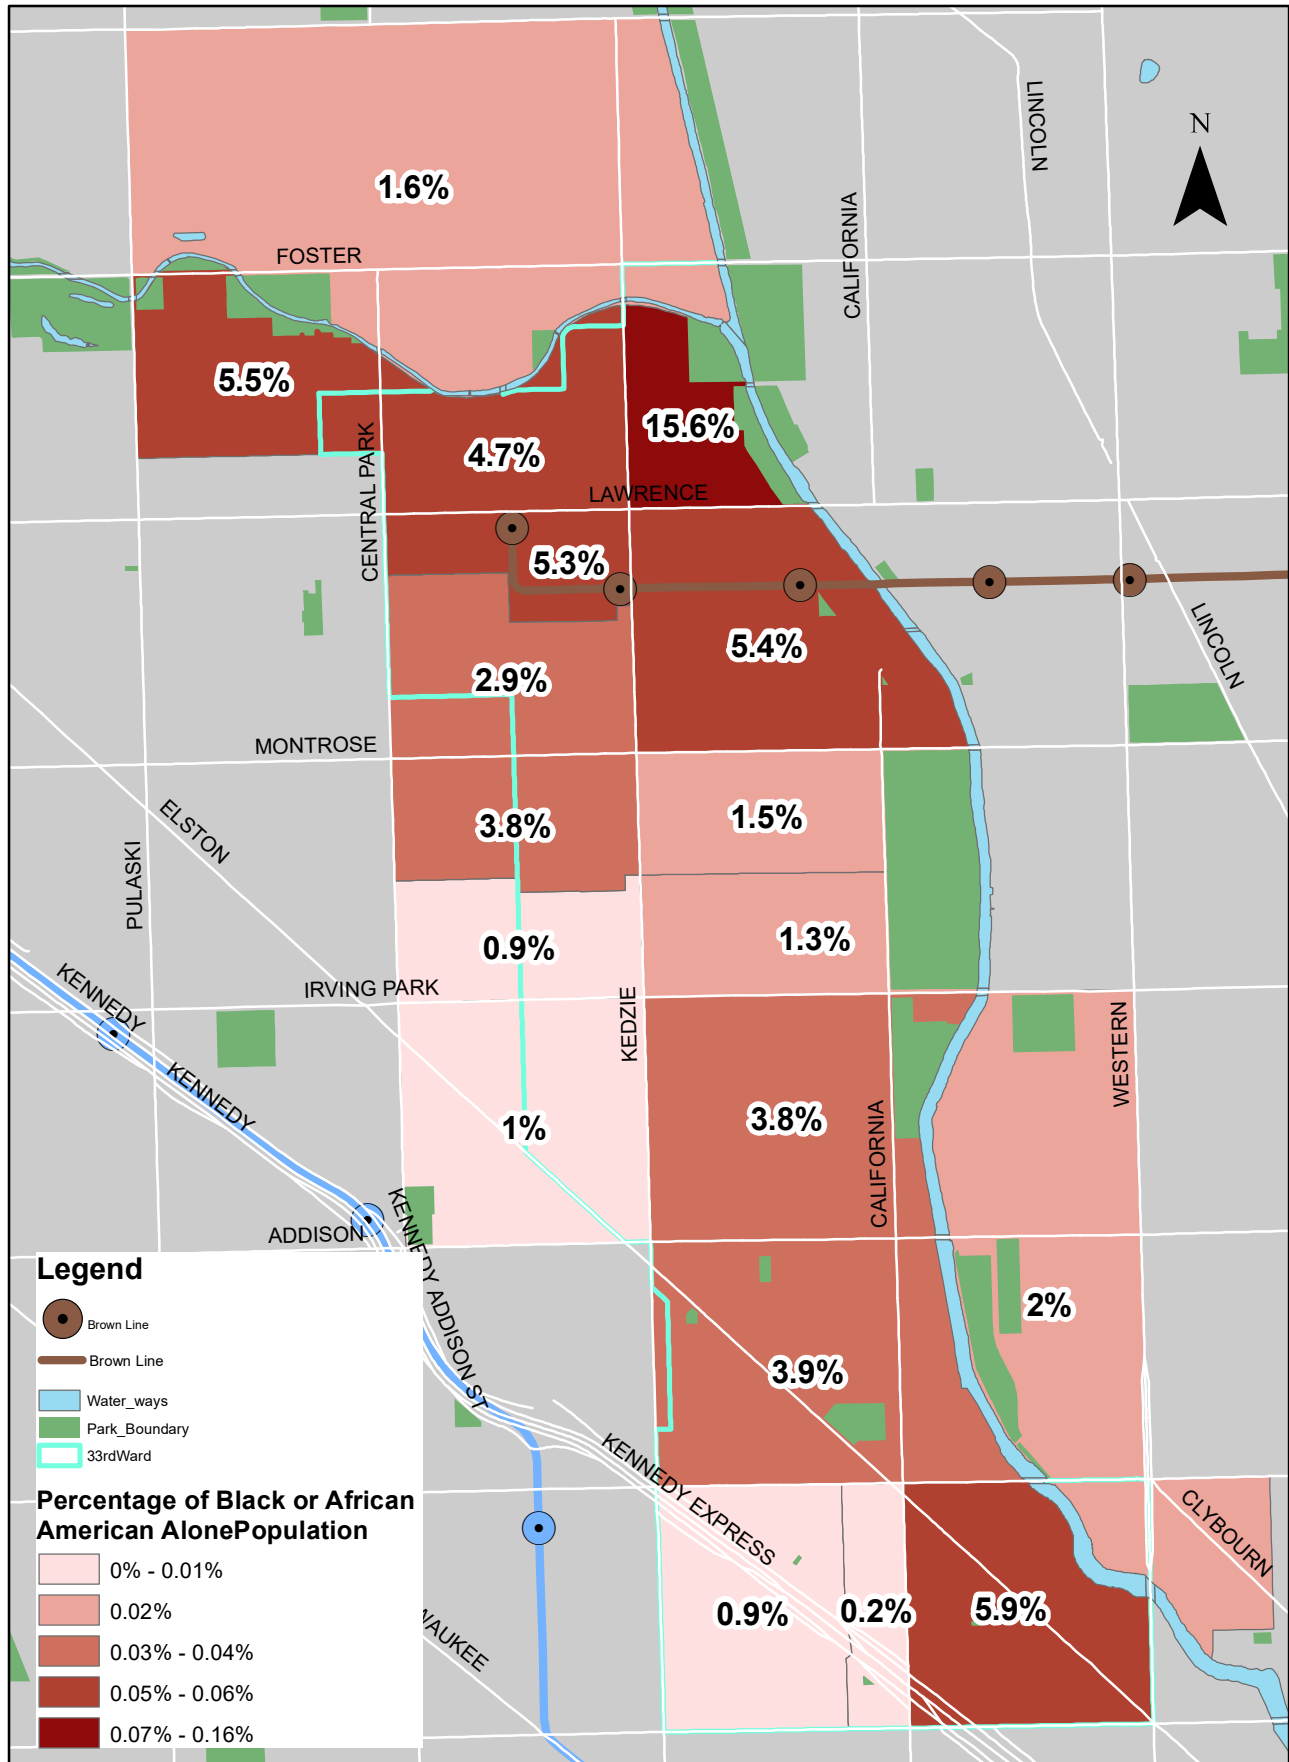 LINCOLN
N
1.6%
CALIFORNIA
FOSTER
5.5%
15.6%
4.7%
CENTRAL PARK
LAWRENCE
5.3%
5.4%
LINCOLN
2.9%
MONTROSE
ELSTON
3.8%
1.5%
PULASKI
0.9%
1.3%
KENNEDY
IRVING PARK
KEDZIE
WESTERN
KENNEDY
1%
3.8%
CALIFORNIA
ADDISON
KENNEDY ADDISON ST
2%
3.9%
KENNEDY EXPRESS
CLYBOURN
0.9%
0.2%
5.9%
WAUKEE
Legend
Brown Line
Brown Line
Water_ways
Park_Boundary
33rdWard
Percentage of Black or African
American AlonePopulation
0% - 0.01%
0.02%
0.03% - 0.04%
0.05% - 0.06%
0.07% - 0.16%